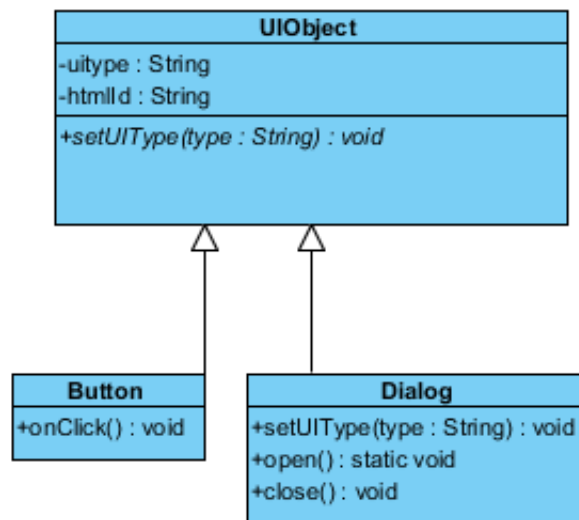 UIObject
-uitype : String
-htmlId : String
+setUIType(type : String) : void
Button
+onClick() : void
Dialog
+setUIType(type : String) : void
+open() : static void
+close() : void